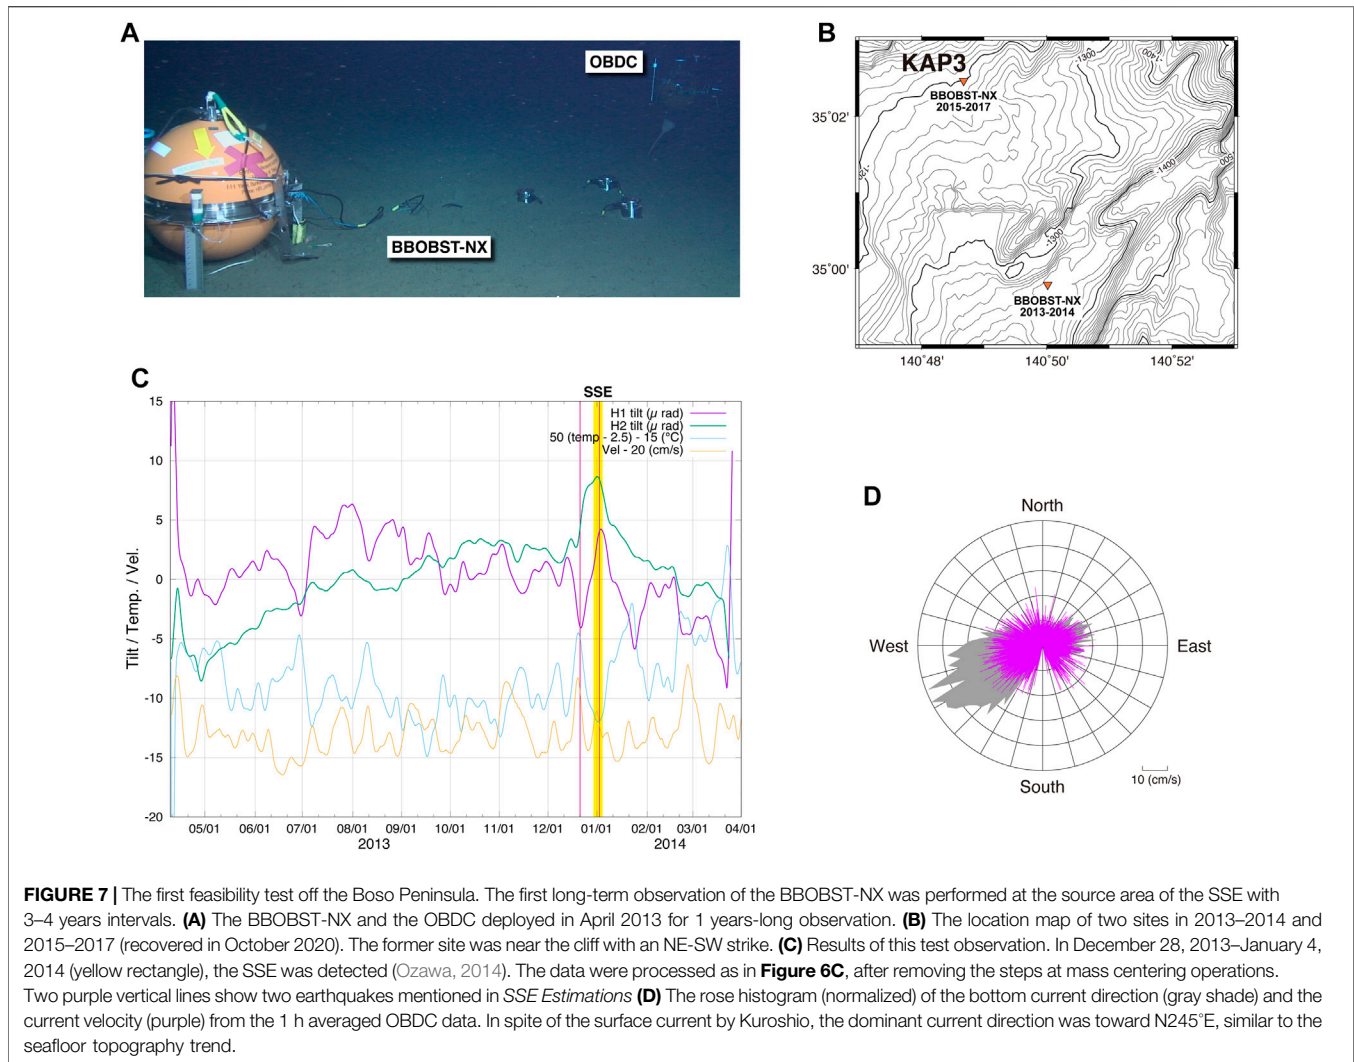 A
OBDC
BBOBST-NX
B
KAP3
BBOBST-NX
2015-2017
-1300
-1400
-1400
-1300
BBOBST-NX
2013-2014
35°02'
35°00'
140°48'
140°50'
140°52'
C
SSE
H1 tilt (μ rad)
H2 tilt (μ rad)
50 (temp - 2.5) - 15 (°C)
Vel - 20 (cm/s)
Tilt / Temp. / Vel.
15
10
5
0
-5
-10
-15
-20
05/01 06/01 07/01 08/01 09/01 10/01 11/01 12/01 01/01 02/01 03/01 04/01
2013 2014
D
North
West
East
South
10 (cm/s)
FIGURE 7 | The first feasibility test off the Boso Peninsula. The first long-term observation of the BBOBST-NX was performed at the source area of the SSE with
3–4 years intervals. (A) The BBOBST-NX and the OBDC deployed in April 2013 for 1 years-long observation. (B) The location map of two sites in 2013–2014 and
2015–2017 (recovered in October 2020). The former site was near the cliff with an NE-SW strike. (C) Results of this test observation. In December 28, 2013–January 4,
2014 (yellow rectangle), the SSE was detected (Ozawa, 2014). The data were processed as in Figure 6C, after removing the steps at mass centering operations.
Two purple vertical lines show two earthquakes mentioned in SSE Estimations (D) The rose histogram (normalized) of the bottom current direction (gray shade) and the
current velocity (purple) from the 1 h averaged OBDC data. In spite of the surface current by Kuroshio, the dominant current direction was toward N245°E, similar to the
seafloor topography trend.